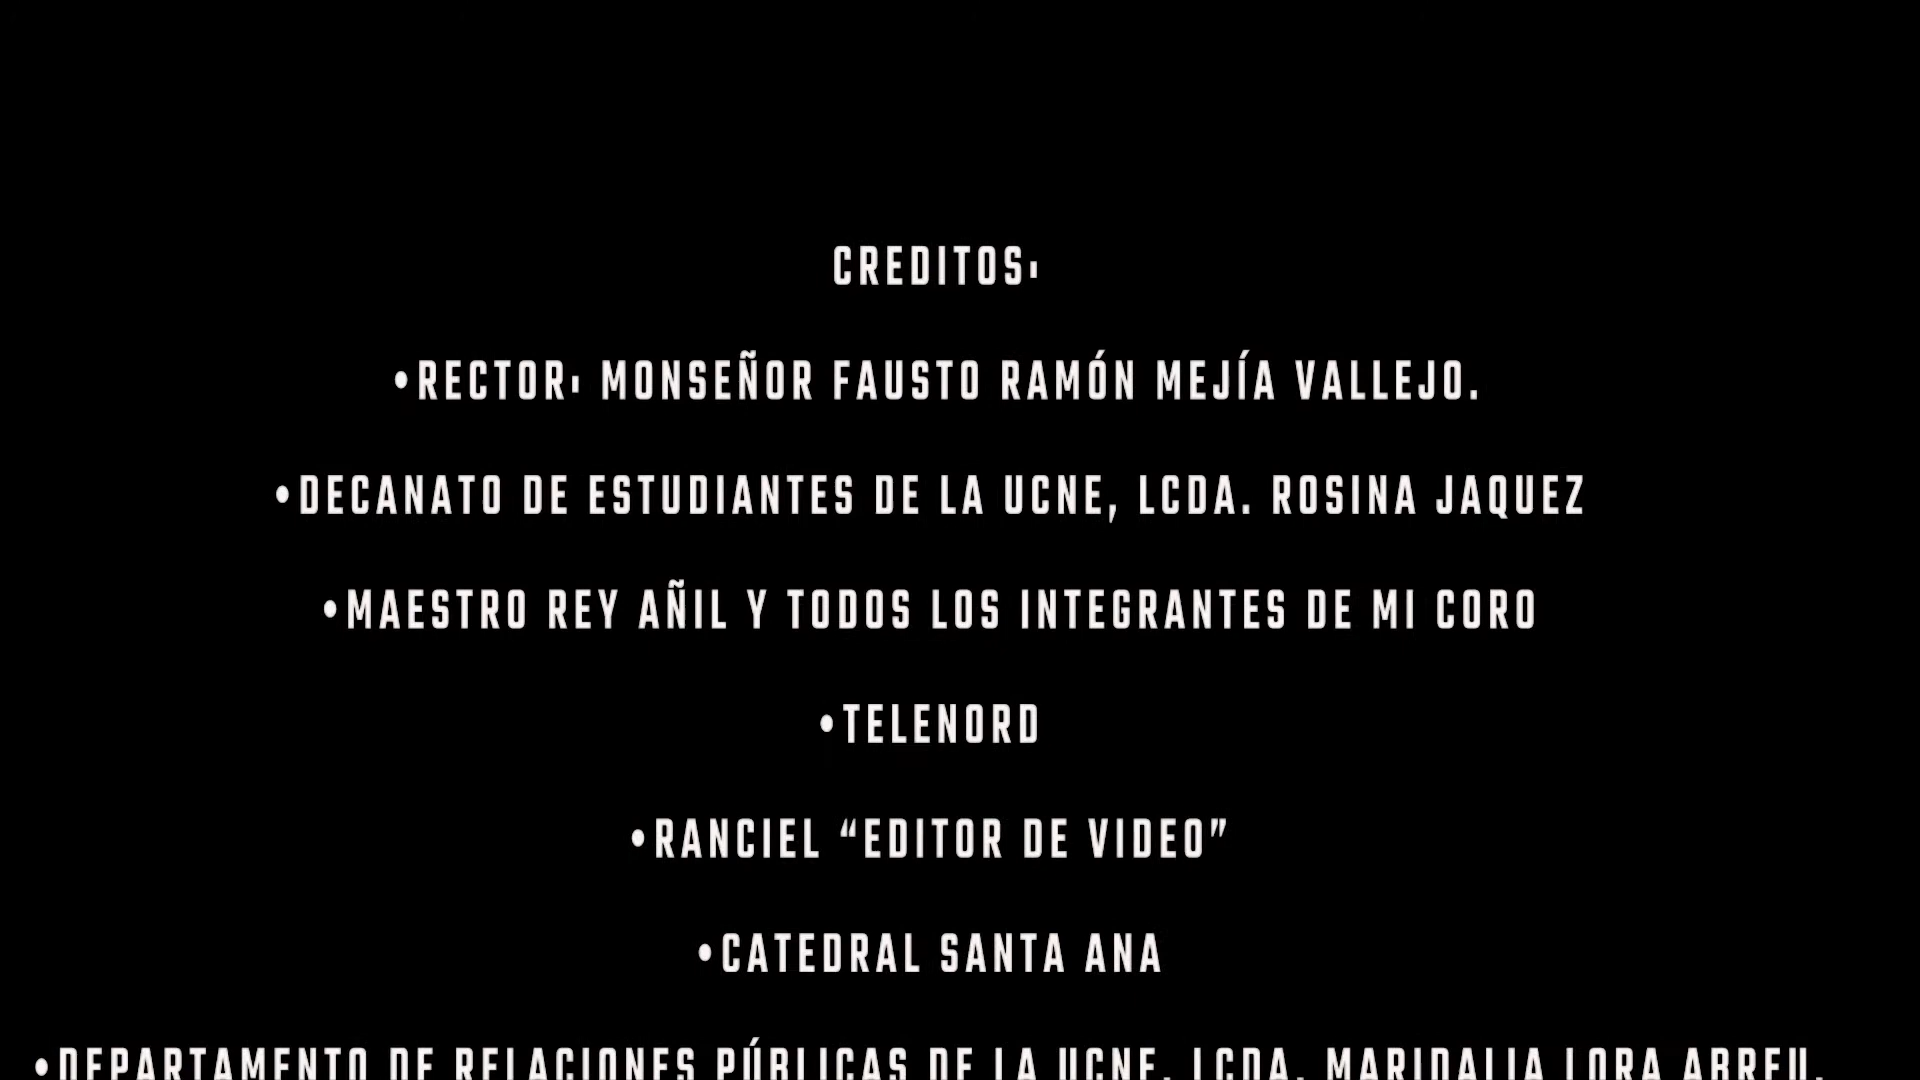 CREDITOS:
•RECTOR: MONSEÑOR FAUSTO RAMÓN MEJÍA VALLEJO.
•DECANATO DE ESTUDIANTES DE LA UCNE, LCDA. ROSINA JAQUEZ
•MAESTRO REY AÑIL Y TODOS LOS INTEGRANTES DE MI CORO
•TELENORD
•RANCIEL “EDITOR DE VIDEO”
•CATEDRAL SANTA ANA
•DEPARTAMENTO DE RELACIONES PÚBLICAS DE LA UCNE, LCDA. MARIDALIA LORA ABREU.